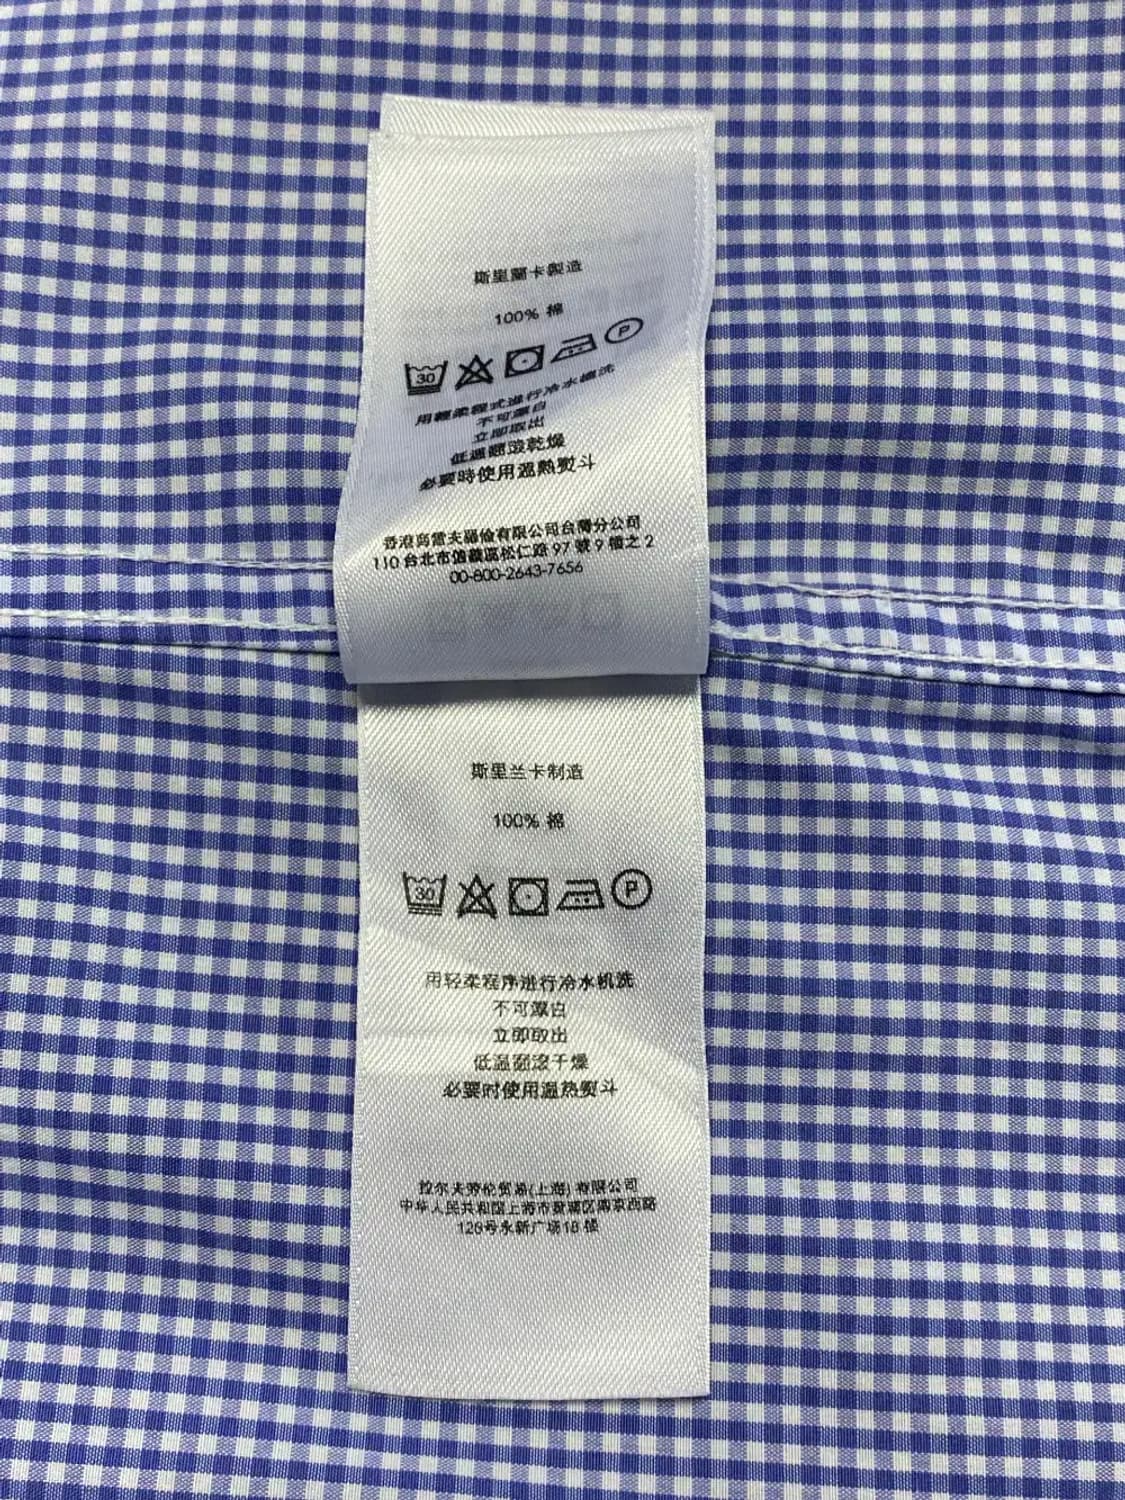 斯里蘭卡製造
100% 棉
30 P
用輕柔程式進行冷水機洗
不可漂白
立即取出
低溫翻滾乾燥
必要時使用溫熱熨斗
香港商雷夫羅倫有限公司台灣分公司
110 台北市信義區松仁路 97 號 9 樓之 2
00-800-2643-7656
斯里兰卡制造
100% 棉
30 P
用轻柔程序进行冷水机洗
不可漂白
立即取出
低温翻滚干燥
必要时使用温热熨斗
拉尔夫劳伦贸易(上海) 有限公司
中华人民共和国上海市黄浦区南京西路
128号永新广场18 楼